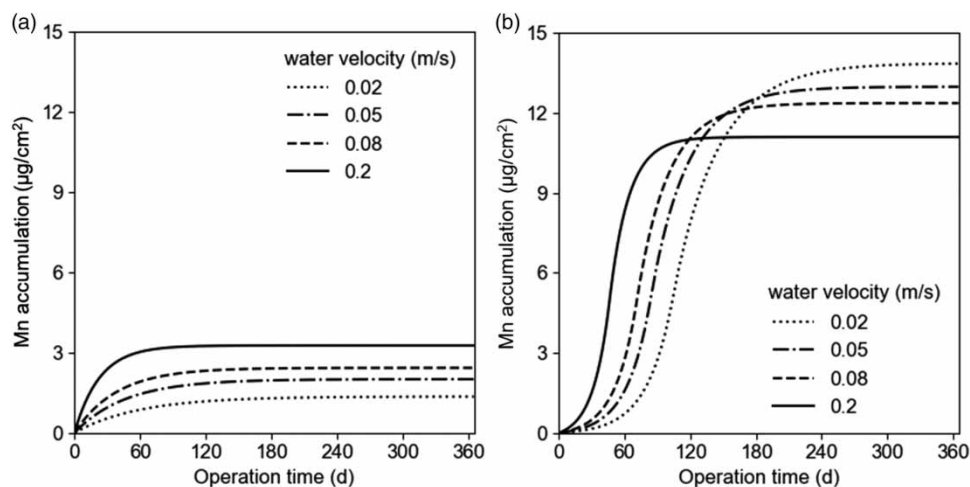 (a)
15
12
9
6
3
0
Mn accumulation (μg/cm²)
water velocity (m/s)
0.02
0.05
0.08
0.2
0 60 120 180 240 300 360
Operation time (d)
(b)
15
12
9
6
3
0
Mn accumulation (μg/cm²)
water velocity (m/s)
0.02
0.05
0.08
0.2
0 60 120 180 240 300 360
Operation time (d)